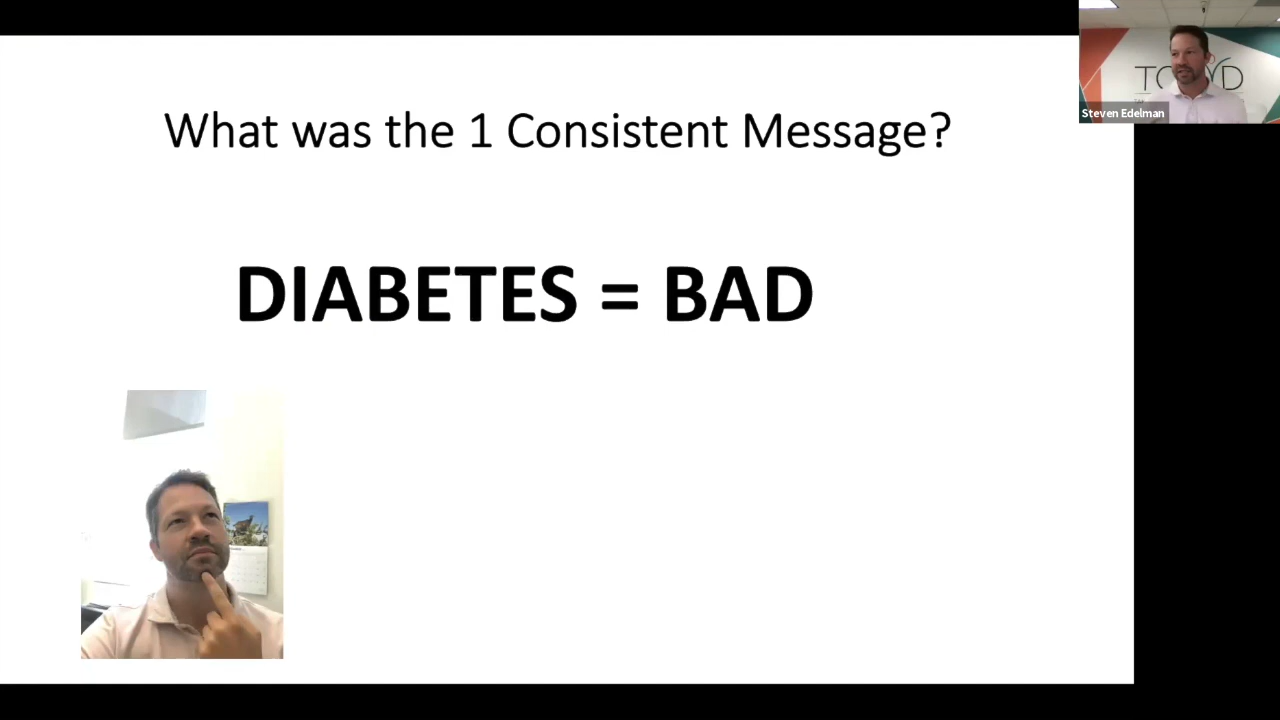 What was the 1 Consistent Message?
DIABETES = BAD
Steven Edelman